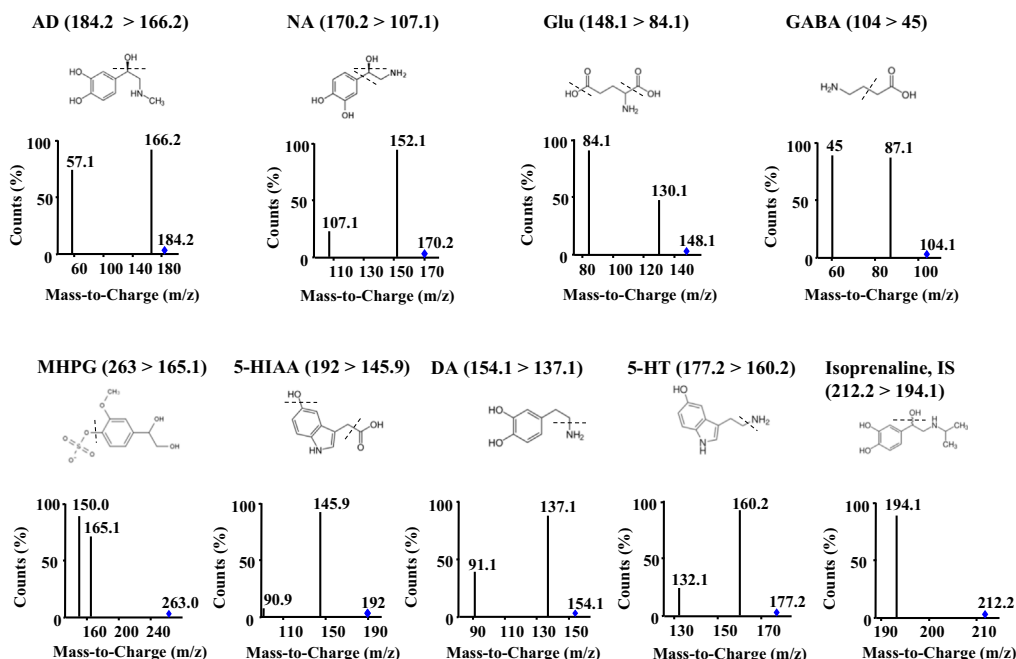 AD (184.2 > 166.2)
NA (170.2 > 107.1)
Glu (148.1 > 84.1)
GABA (104 > 45)
OH
HO
HO
HN
CH₃
OH
NH₂
HO
OH
O
HO
O
OH
NH₂
H₂N
O
OH
100
50
0
Counts (%)
57.1
166.2
184.2
60 100 140 180
Mass-to-Charge (m/z)
100
50
0
Counts (%)
107.1
152.1
170.2
110 130 150 170
Mass-to-Charge (m/z)
100
50
0
Counts (%)
84.1
130.1
148.1
80 100 120 140
Mass-to-Charge (m/z)
100
50
0
Counts (%)
45
87.1
104.1
60 80 100
Mass-to-Charge (m/z)
MHPG (263 > 165.1)
5-HIAA (192 > 145.9)
DA (154.1 > 137.1)
5-HT (177.2 > 160.2)
Isoprenaline, IS
(212.2 > 194.1)
CH₃
O
OH
OH
O
O
S
O
O⁻
HO
OH
O
HN
HO
HO
NH₂
HO
NH₂
N
H
OH
H
N
CH₃
CH₃
HO
HO
100
50
0
Counts (%)
150.0
165.1
263.0
160 200 240
Mass-to-Charge (m/z)
100
50
0
Counts (%)
90.9
145.9
192
110 150 190
Mass-to-Charge (m/z)
100
50
0
Counts (%)
91.1
137.1
154.1
90 110 130 150
Mass-to-Charge (m/z)
100
50
0
Counts (%)
132.1
160.2
177.2
130 150 170
Mass-to-Charge (m/z)
100
50
0
Counts (%)
194.1
212.2
190 200 210
Mass-to-Charge (m/z)